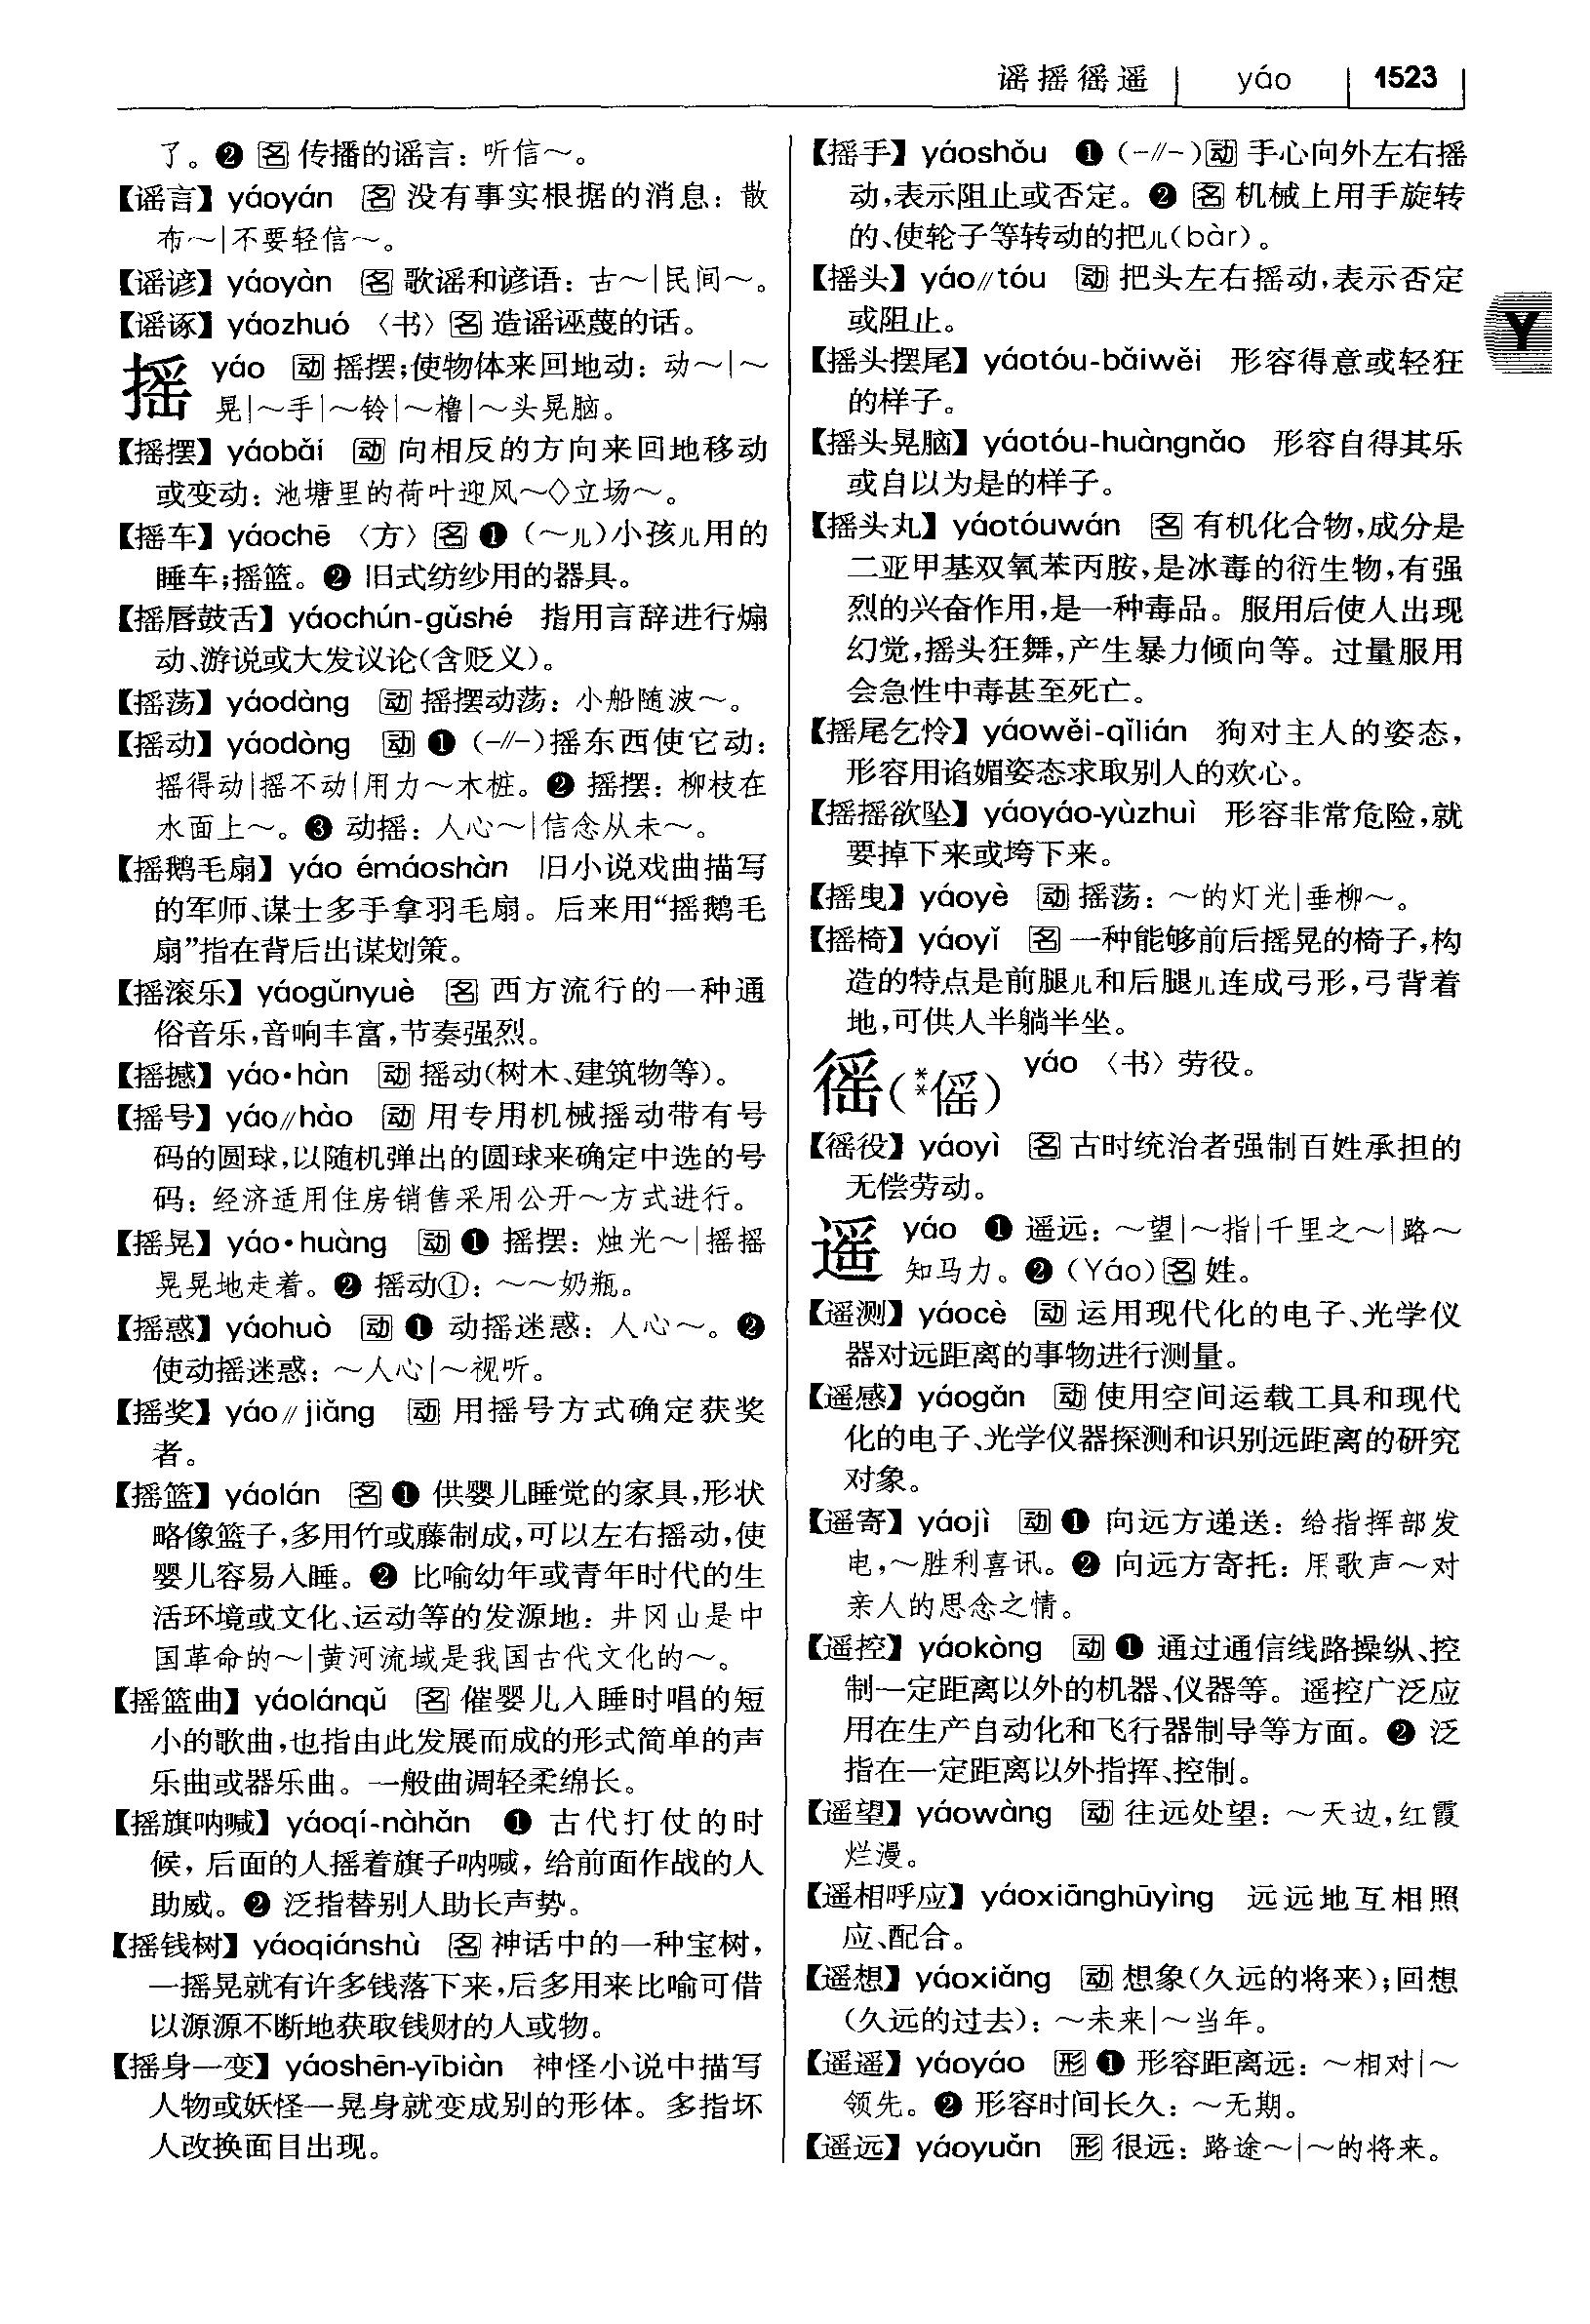 谣摇徭遥 yáo 1523
了。❷ 名 传播的谣言：听信～。
【谣言】yáoyán 名 没有事实根据的消息：散
布～|不要轻信～。
【谣谚】yáoyàn 名 歌谣和谚语：古～|民间～。
【谣诼】yáozhuó 〈书〉名 造谣诬蔑的话。
摇 yáo 动 摇摆；使物体来回地动：动～|～
晃|～手|～铃|～橹|～头晃脑。
【摇摆】yáobǎi 动 向相反的方向来回地移动
或变动：池塘里的荷叶迎风～◇立场～。
【摇车】yáochē 〈方〉名 ❶（～儿）小孩儿用的
睡车；摇篮。❷ 旧式纺纱用的器具。
【摇唇鼓舌】yáochún-gǔshé 指用言辞进行煽
动、游说或大发议论（含贬义）。
【摇荡】yáodàng 动 摇摆动荡：小船随波～。
【摇动】yáodòng 动 ❶（-//-）摇东西使它动：
摇得动|摇不动|用力～木桩。❷ 摇摆：柳枝在
水面上～。❸ 动摇：人心～|信念从未～。
【摇鹅毛扇】yáo émáoshàn 旧小说戏曲描写
的军师、谋士多手拿羽毛扇。后来用“摇鹅毛
扇”指在背后出谋划策。
【摇滚乐】yáogǔnyuè 名 西方流行的一种通
俗音乐，音响丰富，节奏强烈。
【摇撼】yáo·hàn 动 摇动（树木、建筑物等）。
【摇号】yáo//hào 动 用专用机械摇动带有号
码的圆球，以随机弹出的圆球来确定中选的号
码：经济适用住房销售采用公开～方式进行。
【摇晃】yáo·huàng 动 ❶ 摇摆：烛光～|摇摇
晃晃地走着。❷ 摇动①：～～奶瓶。
【摇惑】yáohuò 动 ❶ 动摇迷惑：人心～。❷
使动摇迷惑：～人心|～视听。
【摇奖】yáo//jiǎng 动 用摇号方式确定获奖
者。
【摇篮】yáolán 名 ❶ 供婴儿睡觉的家具，形状
略像篮子，多用竹或藤制成，可以左右摇动，使
婴儿容易入睡。❷ 比喻幼年或青年时代的生
活环境或文化、运动等的发源地：井冈山是中
国革命的～|黄河流域是我国古代文化的～。
【摇篮曲】yáolánqǔ 名 催婴儿入睡时唱的短
小的歌曲，也指由此发展而成的形式简单的声
乐曲或器乐曲。一般曲调轻柔绵长。
【摇旗呐喊】yáoqí-nàhǎn ❶ 古代打仗的时
候，后面的人摇着旗子呐喊，给前面作战的人
助威。❷ 泛指替别人助长声势。
【摇钱树】yáoqiánshù 名 神话中的一种宝树，
一摇晃就有许多钱落下来，后多用来比喻可借
以源源不断地获取钱财的人或物。
【摇身一变】yáoshēn-yībiàn 神怪小说中描写
人物或妖怪一晃身就变成别的形体。多指坏
人改换面目出现。
【摇手】yáoshǒu ❶（-//-）动 手心向外左右摇
动，表示阻止或否定。❷ 名 机械上用手旋转
的、使轮子等转动的把儿（bàr）。
【摇头】yáo//tóu 动 把头左右摇动，表示否定
或阻止。
【摇头摆尾】yáotóu-bǎiwěi 形容得意或轻狂
的样子。
【摇头晃脑】yáotóu-huàngnǎo 形容自得其乐
或自以为是的样子。
【摇头丸】yáotóuwán 名 有机化合物，成分是
二亚甲基双氧苯丙胺，是冰毒的衍生物，有强
烈的兴奋作用，是一种毒品。服用后使人出现
幻觉，摇头狂舞，产生暴力倾向等。过量服用
会急性中毒甚至死亡。
【摇尾乞怜】yáowěi-qǐlián 狗对主人的姿态，
形容用谄媚姿态求取别人的欢心。
【摇摇欲坠】yáoyáo-yùzhuì 形容非常危险，就
要掉下来或垮下来。
【摇曳】yáoyè 动 摇荡：～的灯光|垂柳～。
【摇椅】yáoyǐ 名 一种能够前后摇晃的椅子，构
造的特点是前腿儿和后腿儿连成弓形，弓背着
地，可供人半躺半坐。
徭（**傜） yáo 〈书〉劳役。
【徭役】yáoyì 名 古时统治者强制百姓承担的
无偿劳动。
遥 yáo ❶ 遥远：～望|～指|千里之～|路～
知马力。❷（Yáo）名 姓。
【遥测】yáocè 动 运用现代化的电子、光学仪
器对远距离的事物进行测量。
【遥感】yáogǎn 动 使用空间运载工具和现代
化的电子、光学仪器探测和识别远距离的研究
对象。
【遥寄】yáojì 动 ❶ 向远方递送：给指挥部发
电，～胜利喜讯。❷ 向远方寄托：用歌声～对
亲人的思念之情。
【遥控】yáokòng 动 ❶ 通过通信线路操纵、控
制一定距离以外的机器、仪器等。遥控广泛应
用在生产自动化和飞行器制导等方面。❷ 泛
指在一定距离以外指挥、控制。
【遥望】yáowàng 动 往远处望：～天边，红霞
烂漫。
【遥相呼应】yáoxiānghūyìng 远远地互相照
应、配合。
【遥想】yáoxiǎng 动 想象（久远的将来）；回想
（久远的过去）：～未来|～当年。
【遥遥】yáoyáo 形 ❶ 形容距离远：～相对|～
领先。❷ 形容时间长久：～无期。
【遥远】yáoyuǎn 形 很远：路途～|～的将来。
Y